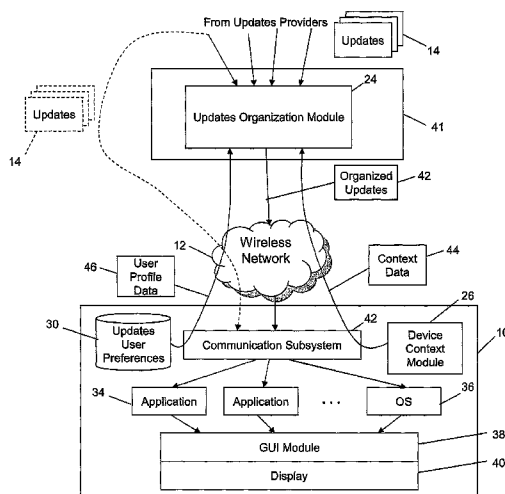 From Updates Providers
Updates
14
24
Updates
14
Updates Organization Module
41
Organized
Updates
42
12
Wireless
Network
44
46
User
Profile
Data
Context
Data
26
30
42
10
Updates
User
Preferences
Communication Subsystem
Device
Context
Module
34
36
Application
Application
...
OS
GUI Module
38
Display
40